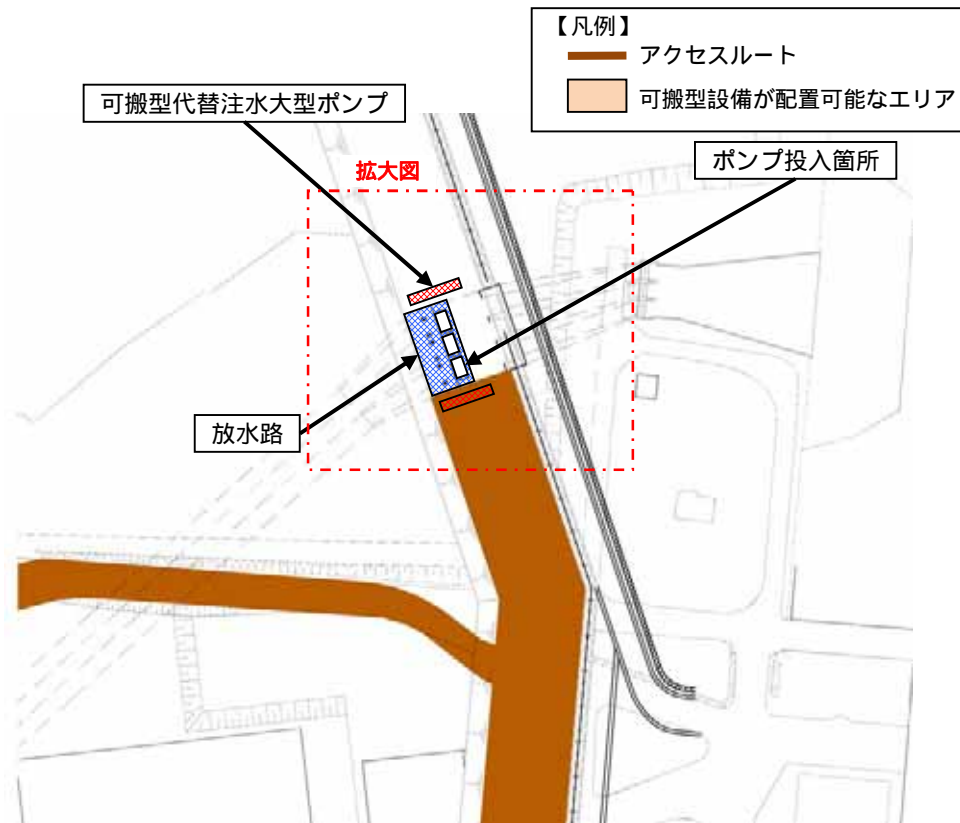 【凡例】
アクセスルート
可搬型設備が配置可能なエリア
可搬型代替注水大型ポンプ
ポンプ投入箇所
拡大図
放水路